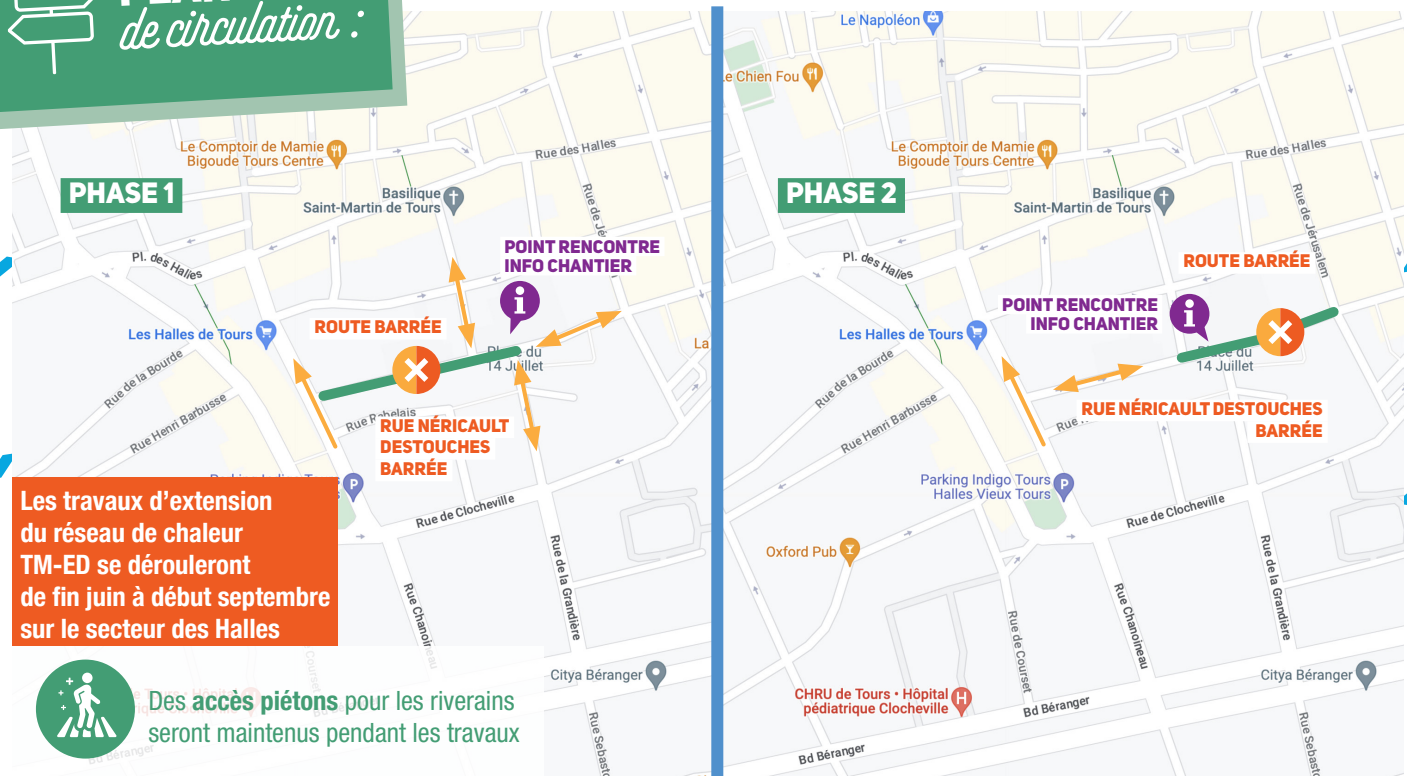 PLAN
de circulation :
PHASE 1
Le Comptoir de Mamie
Bigoude Tours Centre
Rue des Halles
Basilique
Saint-Martin de Tours
Pl. des Halles
POINT RENCONTRE
INFO CHANTIER
ROUTE BARRÉE
Les Halles de Tours
Place du
14 Juillet
Rue de la Bourde
Rue Henri Barbusse
Rue Rabelais
RUE NÉRICAULT
DESTOUCHES
BARRÉE
Parking Indigo Tours
Rue de Clocheville
Rue Chanoineau
Rue de la Grandière
Citya Béranger
Les travaux d’extension
du réseau de chaleur
TM-ED se dérouleront
de fin juin à début septembre
sur le secteur des Halles
Des accès piétons pour les riverains
seront maintenus pendant les travaux
Bd Béranger
PHASE 2
Le Napoléon
Le Chien Fou
Le Comptoir de Mamie
Bigoude Tours Centre
Rue des Halles
Basilique
Saint-Martin de Tours
Rue de Jérusalem
Pl. des Halles
ROUTE BARRÉE
POINT RENCONTRE
INFO CHANTIER
Les Halles de Tours
Place du
14 Juillet
Rue de la Bourde
Rue Henri Barbusse
RUE NÉRICAULT DESTOUCHES
BARRÉE
Parking Indigo Tours
Halles Vieux Tours
Rue de Clocheville
Oxford Pub
Rue de Courset
Rue Chanoineau
Rue de la Grandière
Citya Béranger
CHRU de Tours • Hôpital
pédiatrique Clocheville
Bd Béranger
Bd Béranger